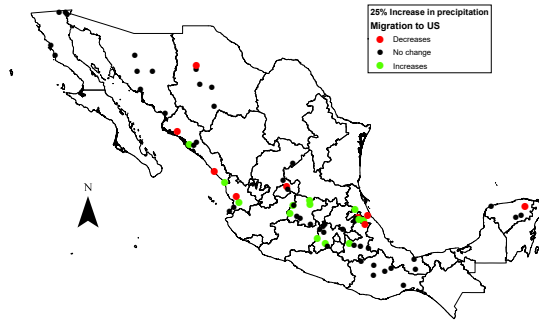 25% Increase in precipitation
Migration to US
Decreases
No change
Increases
N